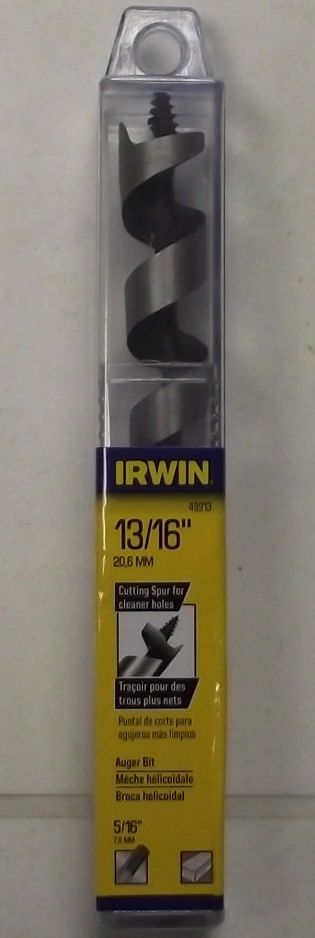 IRWIN
49913
13/16"
20,6 MM
Cutting Spur for
cleaner holes
Traçoir pour des
trous plus nets
Puntal de corte para
agujeros más limpios
Auger Bit
Mèche hélicoïdale
Broca helicoidal
5/16"
7,9 MM